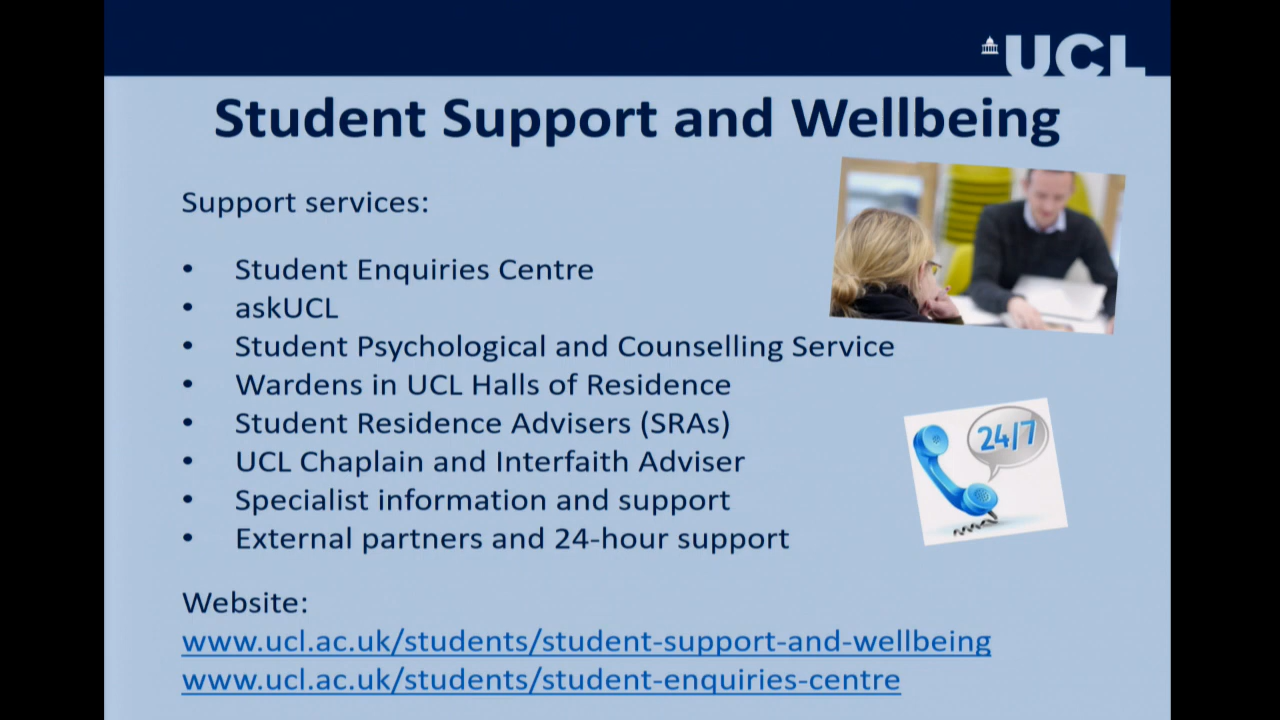 UCL
Student Support and Wellbeing
Support services:
• Student Enquiries Centre
• askUCL
• Student Psychological and Counselling Service
• Wardens in UCL Halls of Residence
• Student Residence Advisers (SRAs)
• UCL Chaplain and Interfaith Adviser
• Specialist information and support
• External partners and 24-hour support
24/7
Website:
www.ucl.ac.uk/students/student-support-and-wellbeing
www.ucl.ac.uk/students/student-enquiries-centre